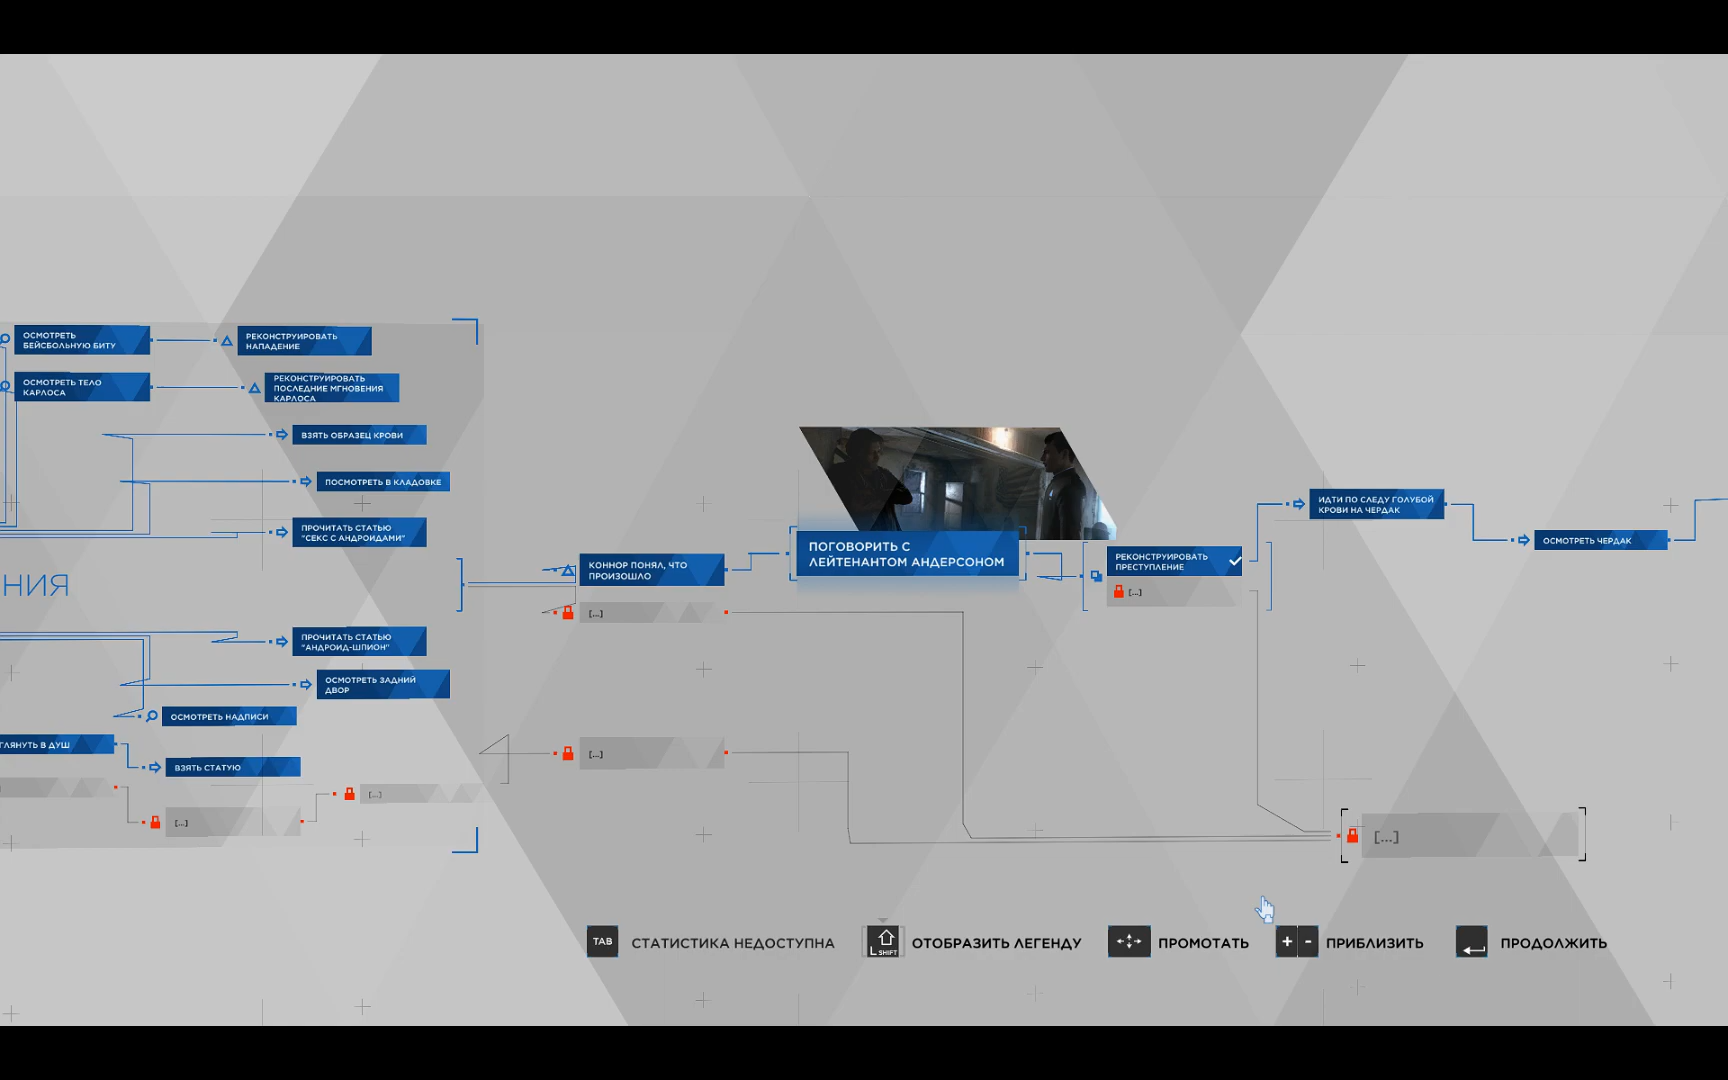 ОСМОТРЕТЬ
БЕЙСБОЛЬНУЮ БИТУ
РЕКОНСТРУИРОВАТЬ
НАПАДЕНИЕ
ОСМОТРЕТЬ ТЕЛО
КАРЛОСА
РЕКОНСТРУИРОВАТЬ
ПОСЛЕДНИЕ МГНОВЕНИЯ
КАРЛОСА
ВЗЯТЬ ОБРАЗЕЦ КРОВИ
ПОСМОТРЕТЬ В КЛАДОВКЕ
ПРОЧИТАТЬ СТАТЬЮ
"СЕКС С АНДРОИДАМИ"
НИЯ
ПРОЧИТАТЬ СТАТЬЮ
"АНДРОИД-ШПИОН"
ОСМОТРЕТЬ ЗАДНИЙ
ДВОР
ОСМОТРЕТЬ НАДПИСИ
ГЛЯНУТЬ В ДУШ
ВЗЯТЬ СТАТУЮ
[...]
[...]
КОННОР ПОНЯЛ, ЧТО
ПРОИЗОШЛО
[...]
[...]
ПОГОВОРИТЬ С
ЛЕЙТЕНАНТОМ АНДЕРСОНОМ
РЕКОНСТРУИРОВАТЬ
ПРЕСТУПЛЕНИЕ
[...]
ИДТИ ПО СЛЕДУ ГОЛУБОЙ
КРОВИ НА ЧЕРДАК
ОСМОТРЕТЬ ЧЕРДАК
[...]
TAB СТАТИСТИКА НЕДОСТУПНА
L SHIFT ОТОБРАЗИТЬ ЛЕГЕНДУ
ПРОМОТАТЬ
+ - ПРИБЛИЗИТЬ
ПРОДОЛЖИТЬ